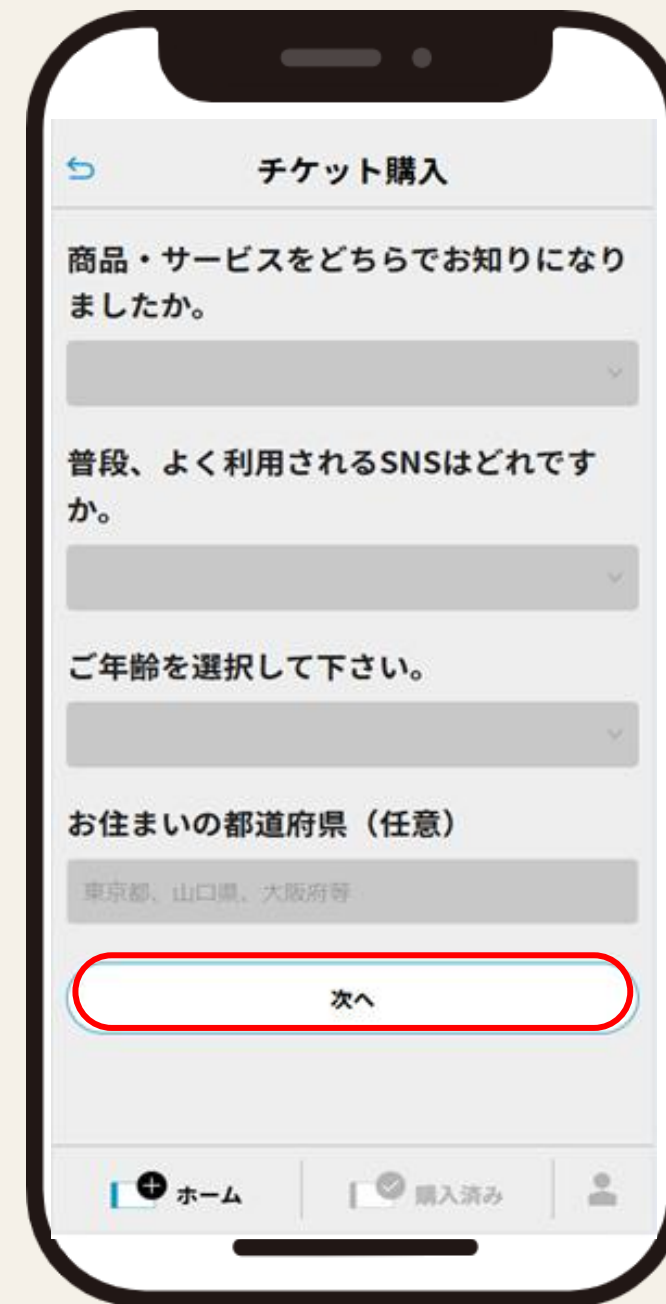 チケット購入
商品・サービスをどちらでお知りになり
ましたか。
普段、よく利用されるSNSはどれです
か。
ご年齢を選択して下さい。
お住まいの都道府県（任意）
東京都、山口県、大阪府等
次へ
ホーム 購入済み